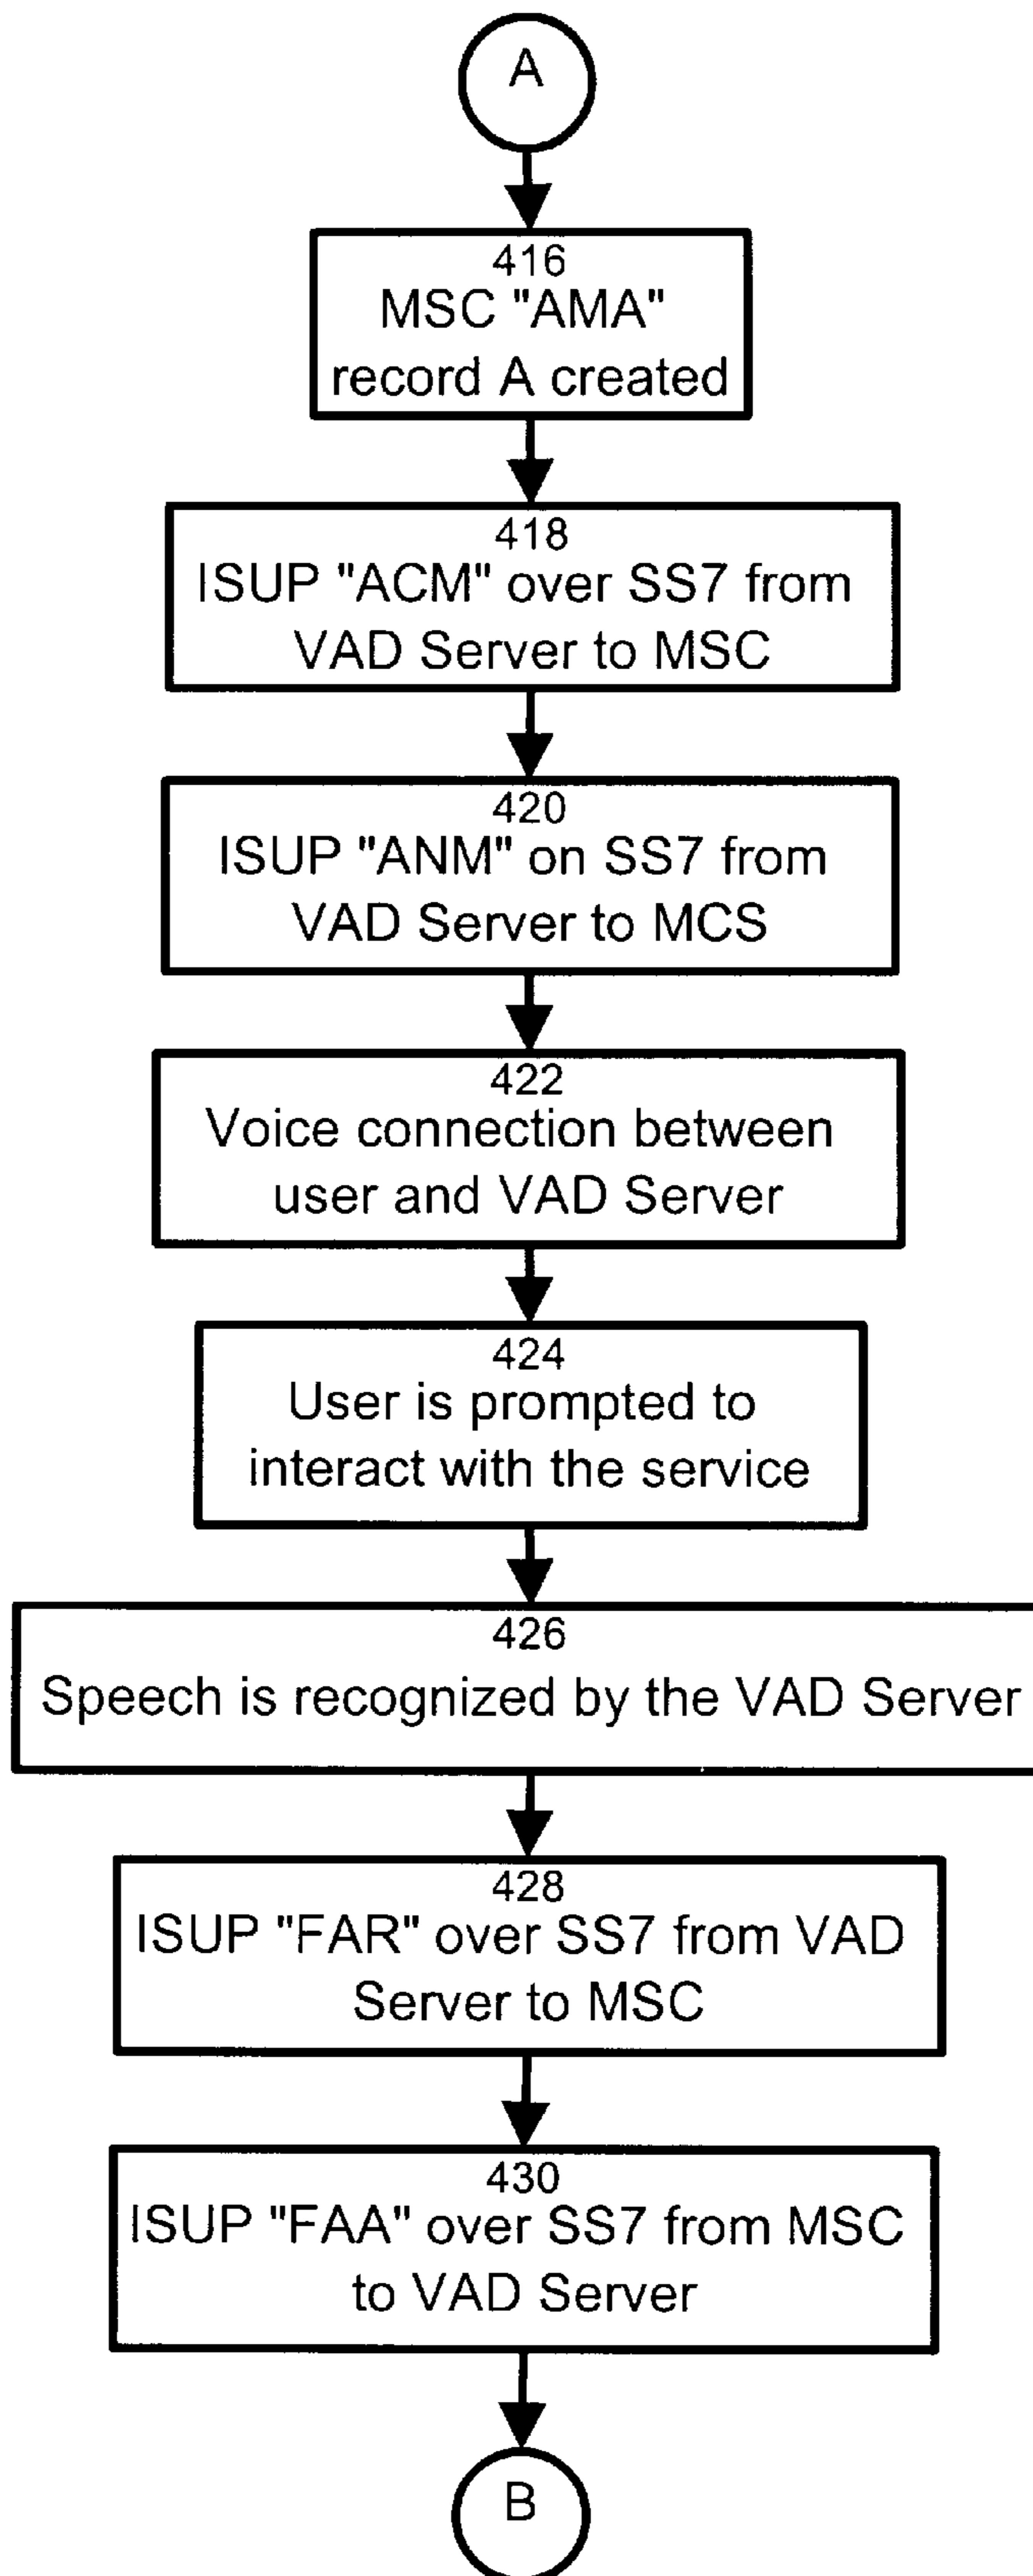 A
416
MSC "AMA"
record A created
418
ISUP "ACM" over SS7 from
VAD Server to MSC
420
ISUP "ANM" on SS7 from
VAD Server to MCS
422
Voice connection between
user and VAD Server
424
User is prompted to
interact with the service
426
Speech is recognized by the VAD Server
428
ISUP "FAR" over SS7 from VAD
Server to MSC
430
ISUP "FAA" over SS7 from MSC
to VAD Server
B